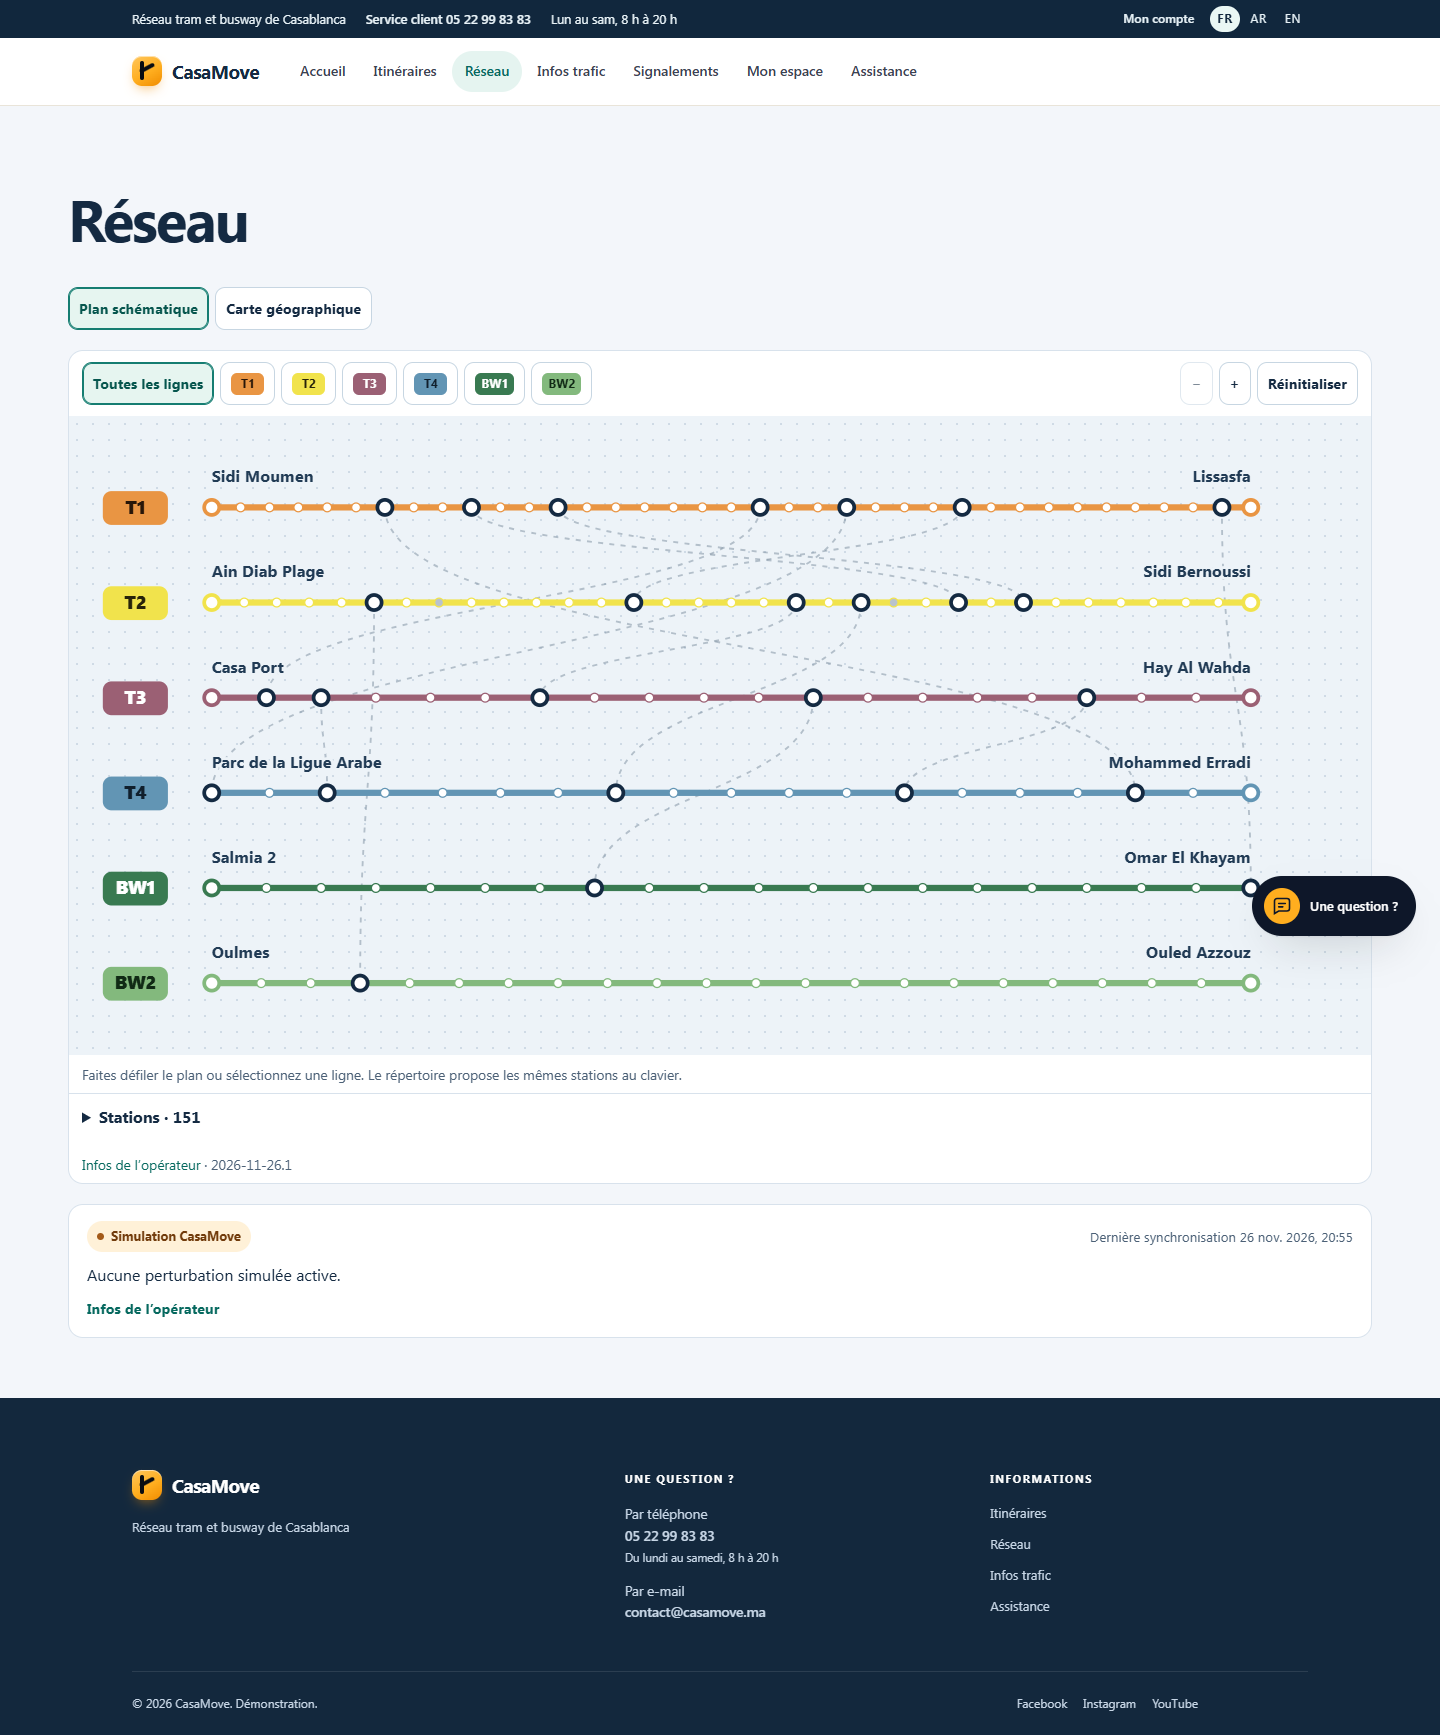 Réseau tram et busway de Casablanca Service client 05 22 99 83 83 Lun au sam, 8 h à 20 h Mon compte FR AR EN
CasaMove Accueil Itinéraires Réseau Infos trafic Signalements Mon espace Assistance
Réseau
Plan schématique Carte géographique
Toutes les lignes T1 T2 T3 T4 BW1 BW2 − + Réinitialiser
Sidi Moumen Lissasfa
T1
Ain Diab Plage Sidi Bernoussi
T2
Casa Port Hay Al Wahda
T3
Parc de la Ligue Arabe Mohammed Erradi
T4
Salmia 2 Omar El Khayam
BW1
Une question ?
Oulmes Ouled Azzouz
BW2
Faites défiler le plan ou sélectionnez une ligne. Le répertoire propose les mêmes stations au clavier.
Stations · 151
Infos de l’opérateur · 2026-11-26.1
Simulation CasaMove Dernière synchronisation 26 nov. 2026, 20:55
Aucune perturbation simulée active.
Infos de l’opérateur
CasaMove
Réseau tram et busway de Casablanca
UNE QUESTION ?
Par téléphone
05 22 99 83 83
Du lundi au samedi, 8 h à 20 h
Par e-mail
contact@casamove.ma
INFORMATIONS
Itinéraires
Réseau
Infos trafic
Assistance
© 2026 CasaMove. Démonstration. Facebook Instagram YouTube